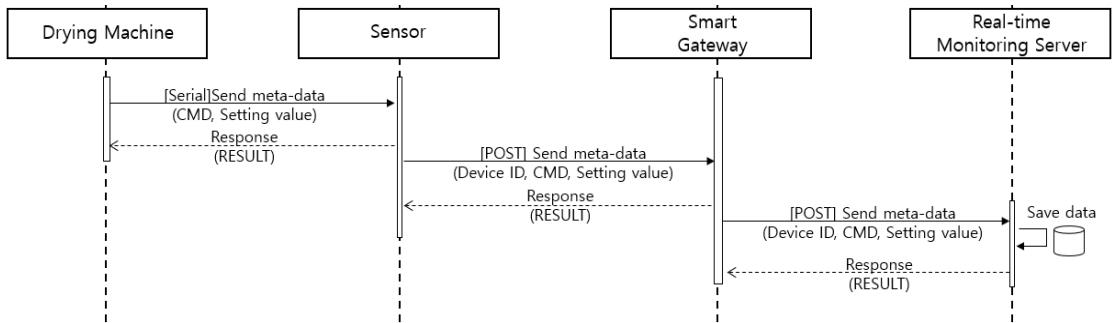 Drying Machine
Sensor
Smart
Gateway
Real-time
Monitoring Server
[Serial]Send meta-data
(CMD, Setting value)
Response
(RESULT)
[POST] Send meta-data
(Device ID, CMD, Setting value)
Response
(RESULT)
[POST] Send meta-data
(Device ID, CMD, Setting value)
Save data
Response
(RESULT)